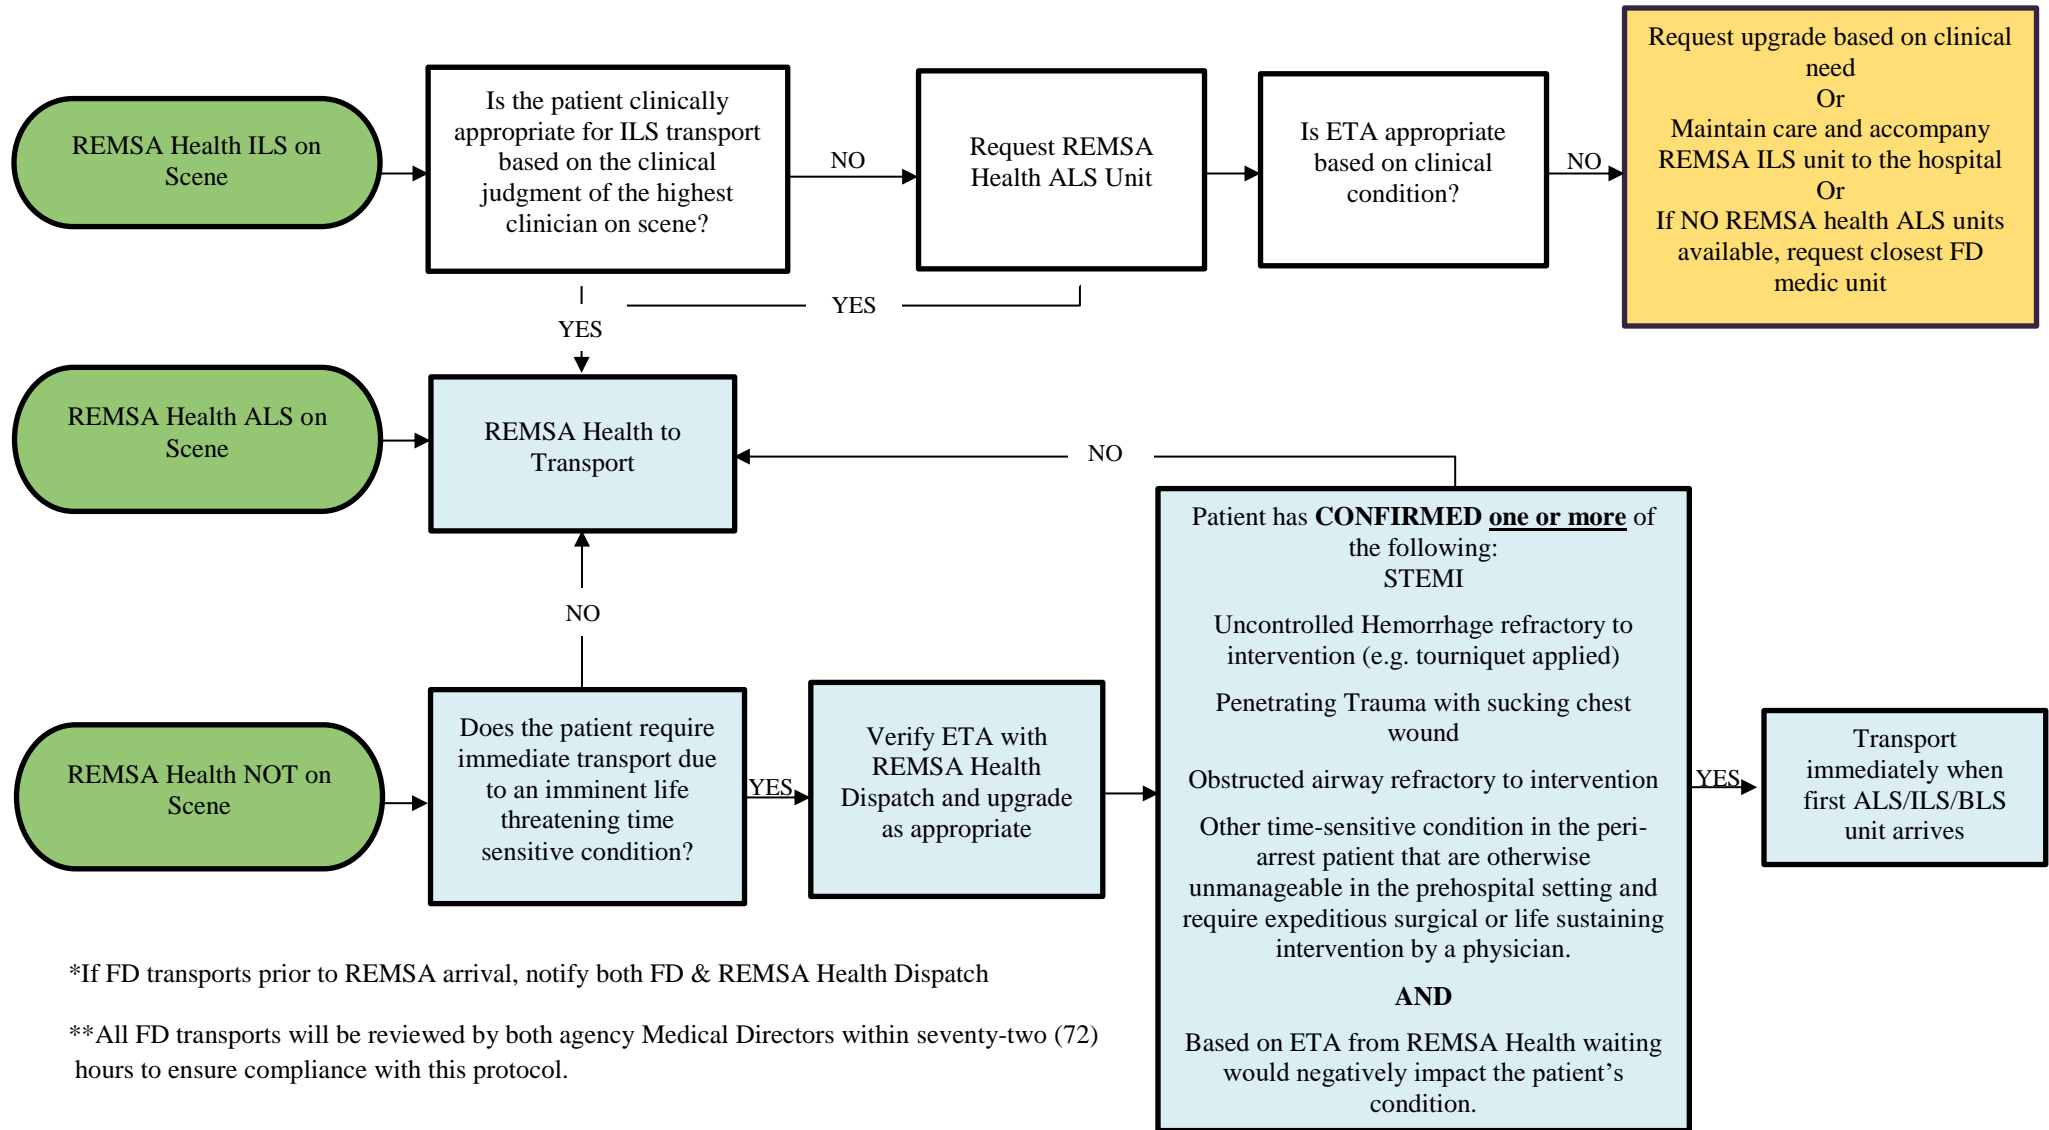 REMSA Health ILS on
Scene
Is the patient clinically
appropriate for ILS transport
based on the clinical
judgment of the highest
clinician on scene?
NO
Request REMSA
Health ALS Unit
Is ETA appropriate
based on clinical
condition?
NO
Request upgrade based on clinical
need
Or
Maintain care and accompany
REMSA ILS unit to the hospital
Or
If NO REMSA health ALS units
available, request closest FD
medic unit
YES
YES
REMSA Health ALS on
Scene
REMSA Health to
Transport
NO
NO
REMSA Health NOT on
Scene
Does the patient require
immediate transport due
to an imminent life
threatening time
sensitive condition?
YES
Verify ETA with
REMSA Health
Dispatch and upgrade
as appropriate
Patient has CONFIRMED one or more of
the following:
STEMI
Uncontrolled Hemorrhage refractory to
intervention (e.g. tourniquet applied)
Penetrating Trauma with sucking chest
wound
Obstructed airway refractory to intervention
Other time-sensitive condition in the peri-
arrest patient that are otherwise
unmanageable in the prehospital setting and
require expeditious surgical or life sustaining
intervention by a physician.
AND
Based on ETA from REMSA Health waiting
would negatively impact the patient’s
condition.
YES
Transport
immediately when
first ALS/ILS/BLS
unit arrives
*If FD transports prior to REMSA arrival, notify both FD & REMSA Health Dispatch
**All FD transports will be reviewed by both agency Medical Directors within seventy-two (72)
hours to ensure compliance with this protocol.